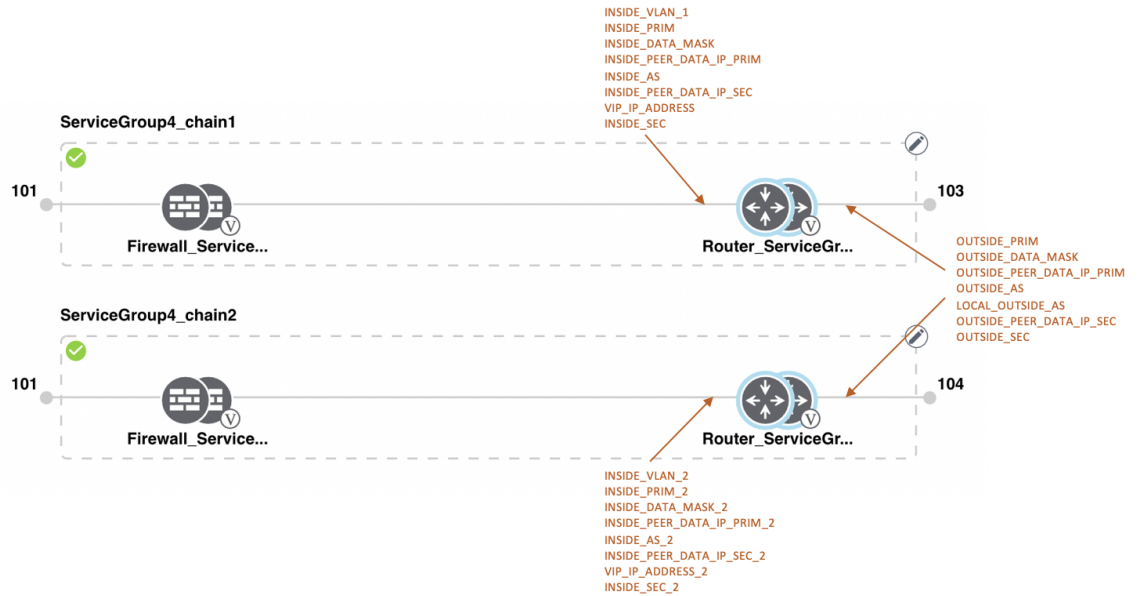 INSIDE_VLAN_1
INSIDE_PRIM
INSIDE_DATA_MASK
INSIDE_PEER_DATA_IP_PRIM
INSIDE_AS
INSIDE_PEER_DATA_IP_SEC
VIP_IP_ADDRESS
INSIDE_SEC
ServiceGroup4_chain1
101
103
V
V
Firewall_Service...
Router_ServiceGr...
OUTSIDE_PRIM
OUTSIDE_DATA_MASK
OUTSIDE_PEER_DATA_IP_PRIM
OUTSIDE_AS
LOCAL_OUTSIDE_AS
OUTSIDE_PEER_DATA_IP_SEC
OUTSIDE_SEC
ServiceGroup4_chain2
101
104
V
V
Firewall_Service...
Router_ServiceGr...
INSIDE_VLAN_2
INSIDE_PRIM_2
INSIDE_DATA_MASK_2
INSIDE_PEER_DATA_IP_PRIM_2
INSIDE_AS_2
INSIDE_PEER_DATA_IP_SEC_2
VIP_IP_ADDRESS_2
INSIDE_SEC_2